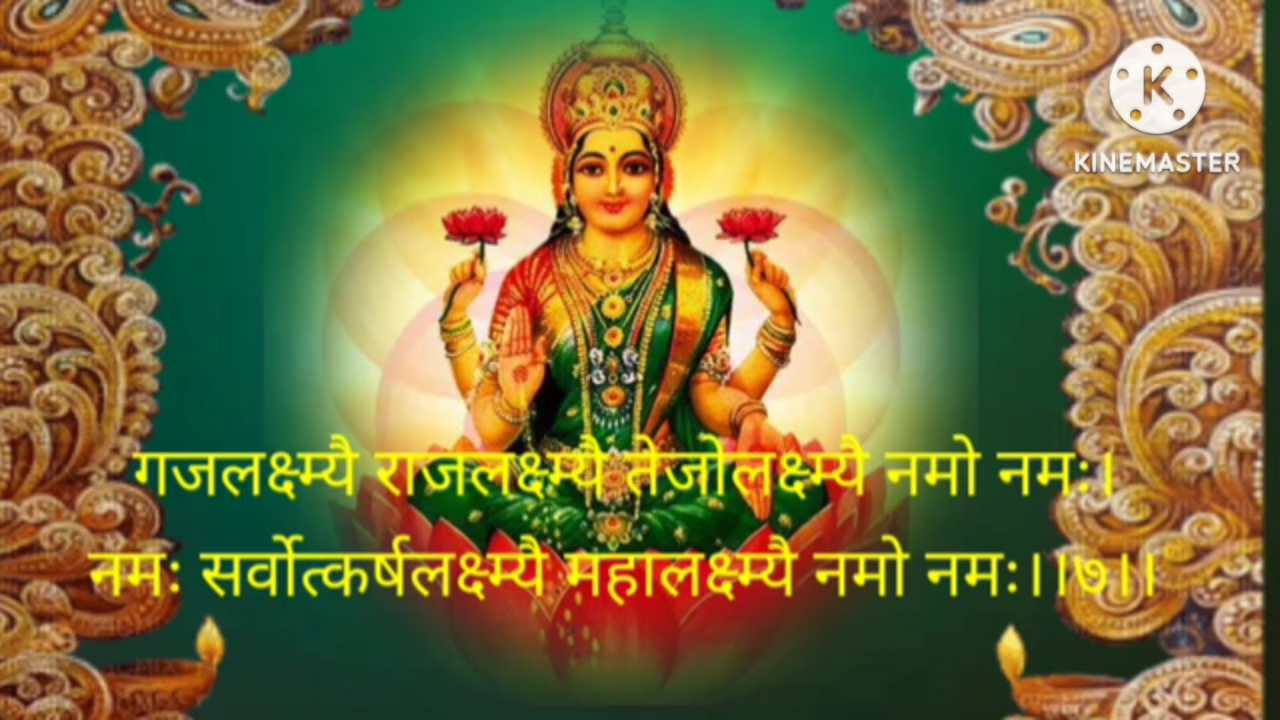 K
KINEMASTER
गजलक्ष्म्यै राजलक्ष्म्यै तेजोलक्ष्म्यै नमो नमः।
नमः सर्वोत्कर्षलक्ष्म्यै महालक्ष्म्यै नमो नमः।।७।।